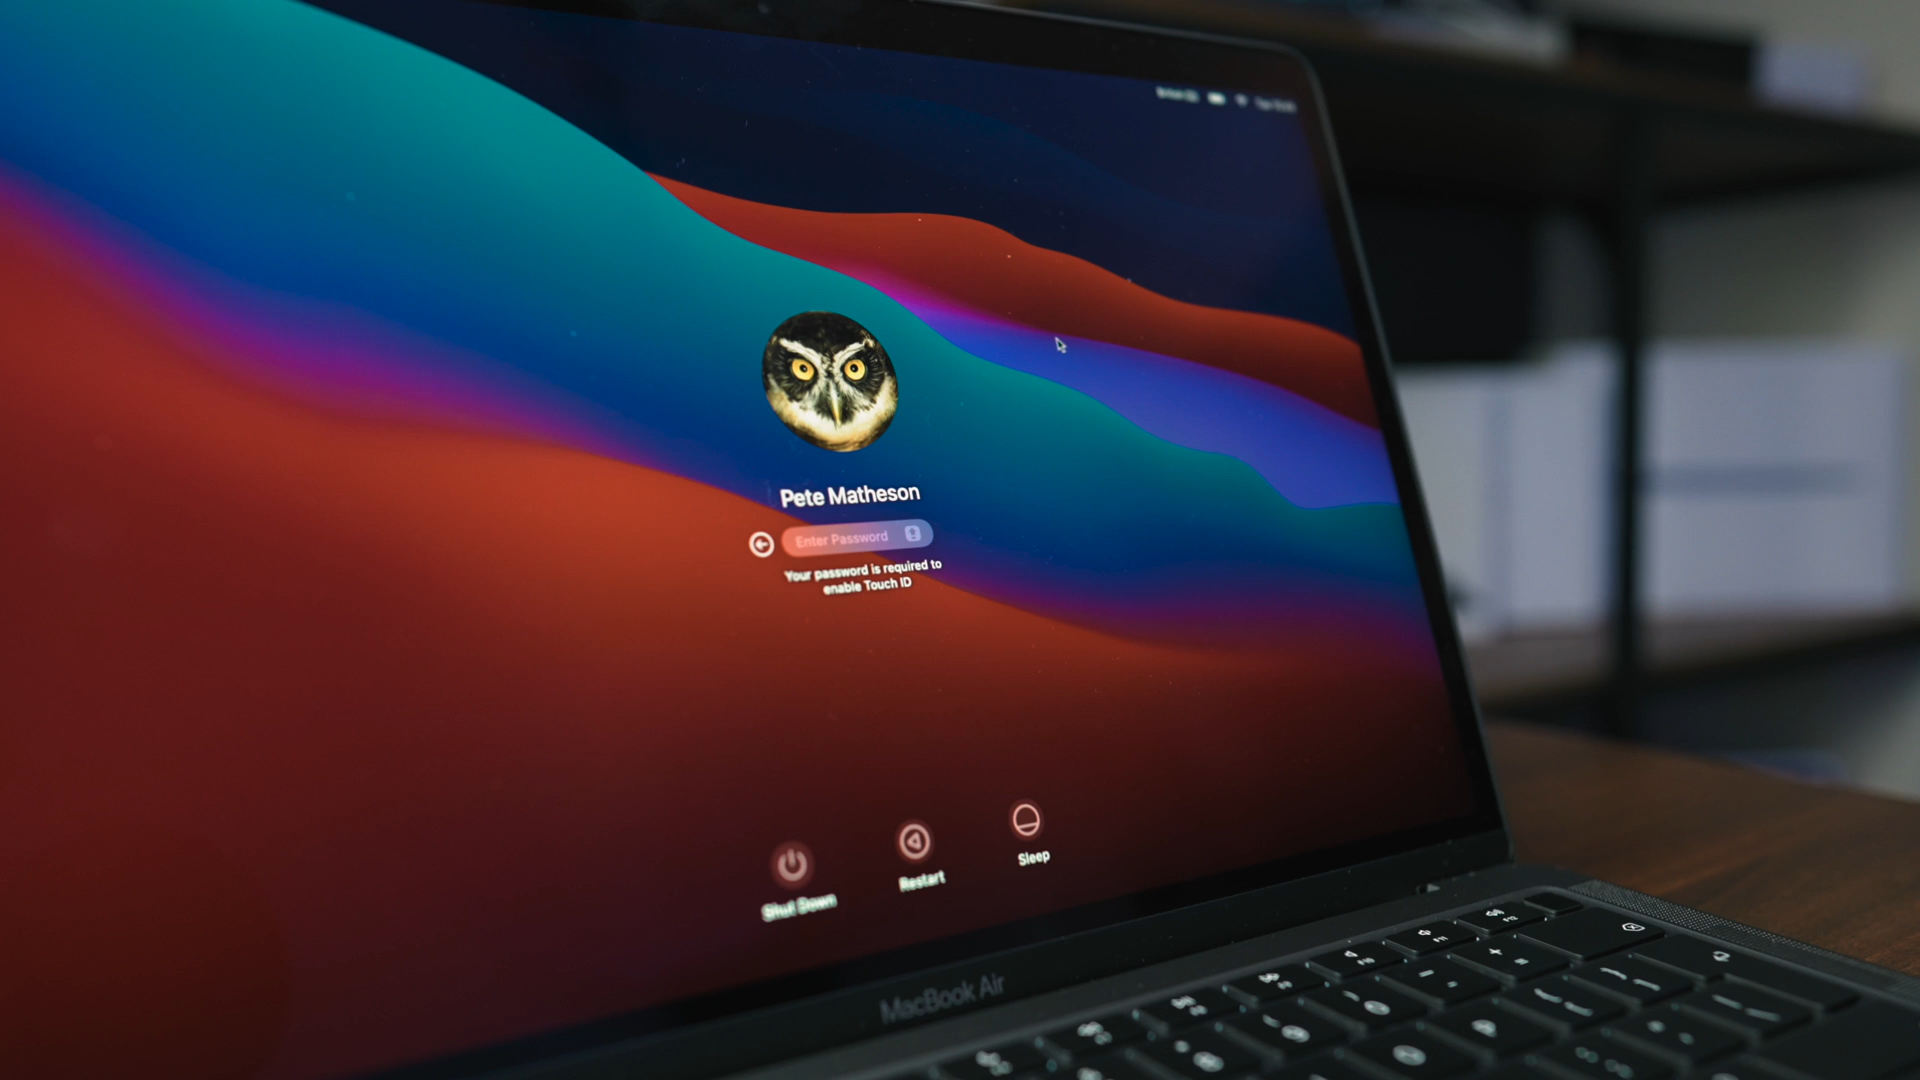 Pete Matheson
Enter Password
Your password is required to
enable Touch ID
Shut Down
Restart
Sleep
MacBook Air